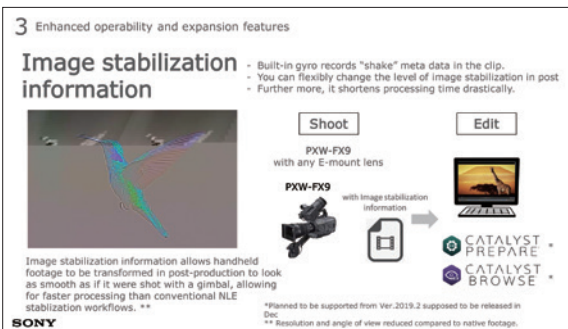 3 Enhanced operability and expansion features
Image stabilization
information
- Built-in gyro records "shake" meta data in the clip.
- You can flexibly change the level of image stabilization in post
- Further more, it shortens processing time drastically.
Shoot
Edit
PXW-FX9
with any E-mount lens
PXW-FX9
with Image stabilization
information
CATALYST
PREPARE *
CATALYST
BROWSE *
Image stabilization information allows handheld
footage to be transformed in post-production to look
as smooth as if it were shot with a gimbal, allowing
for faster processing than conventional NLE
stablization workflows. **
*Planned to be supported from Ver.2019.2 supposed to be released in
Dec
** Resolution and angle of view reduced compared to native footage.
SONY